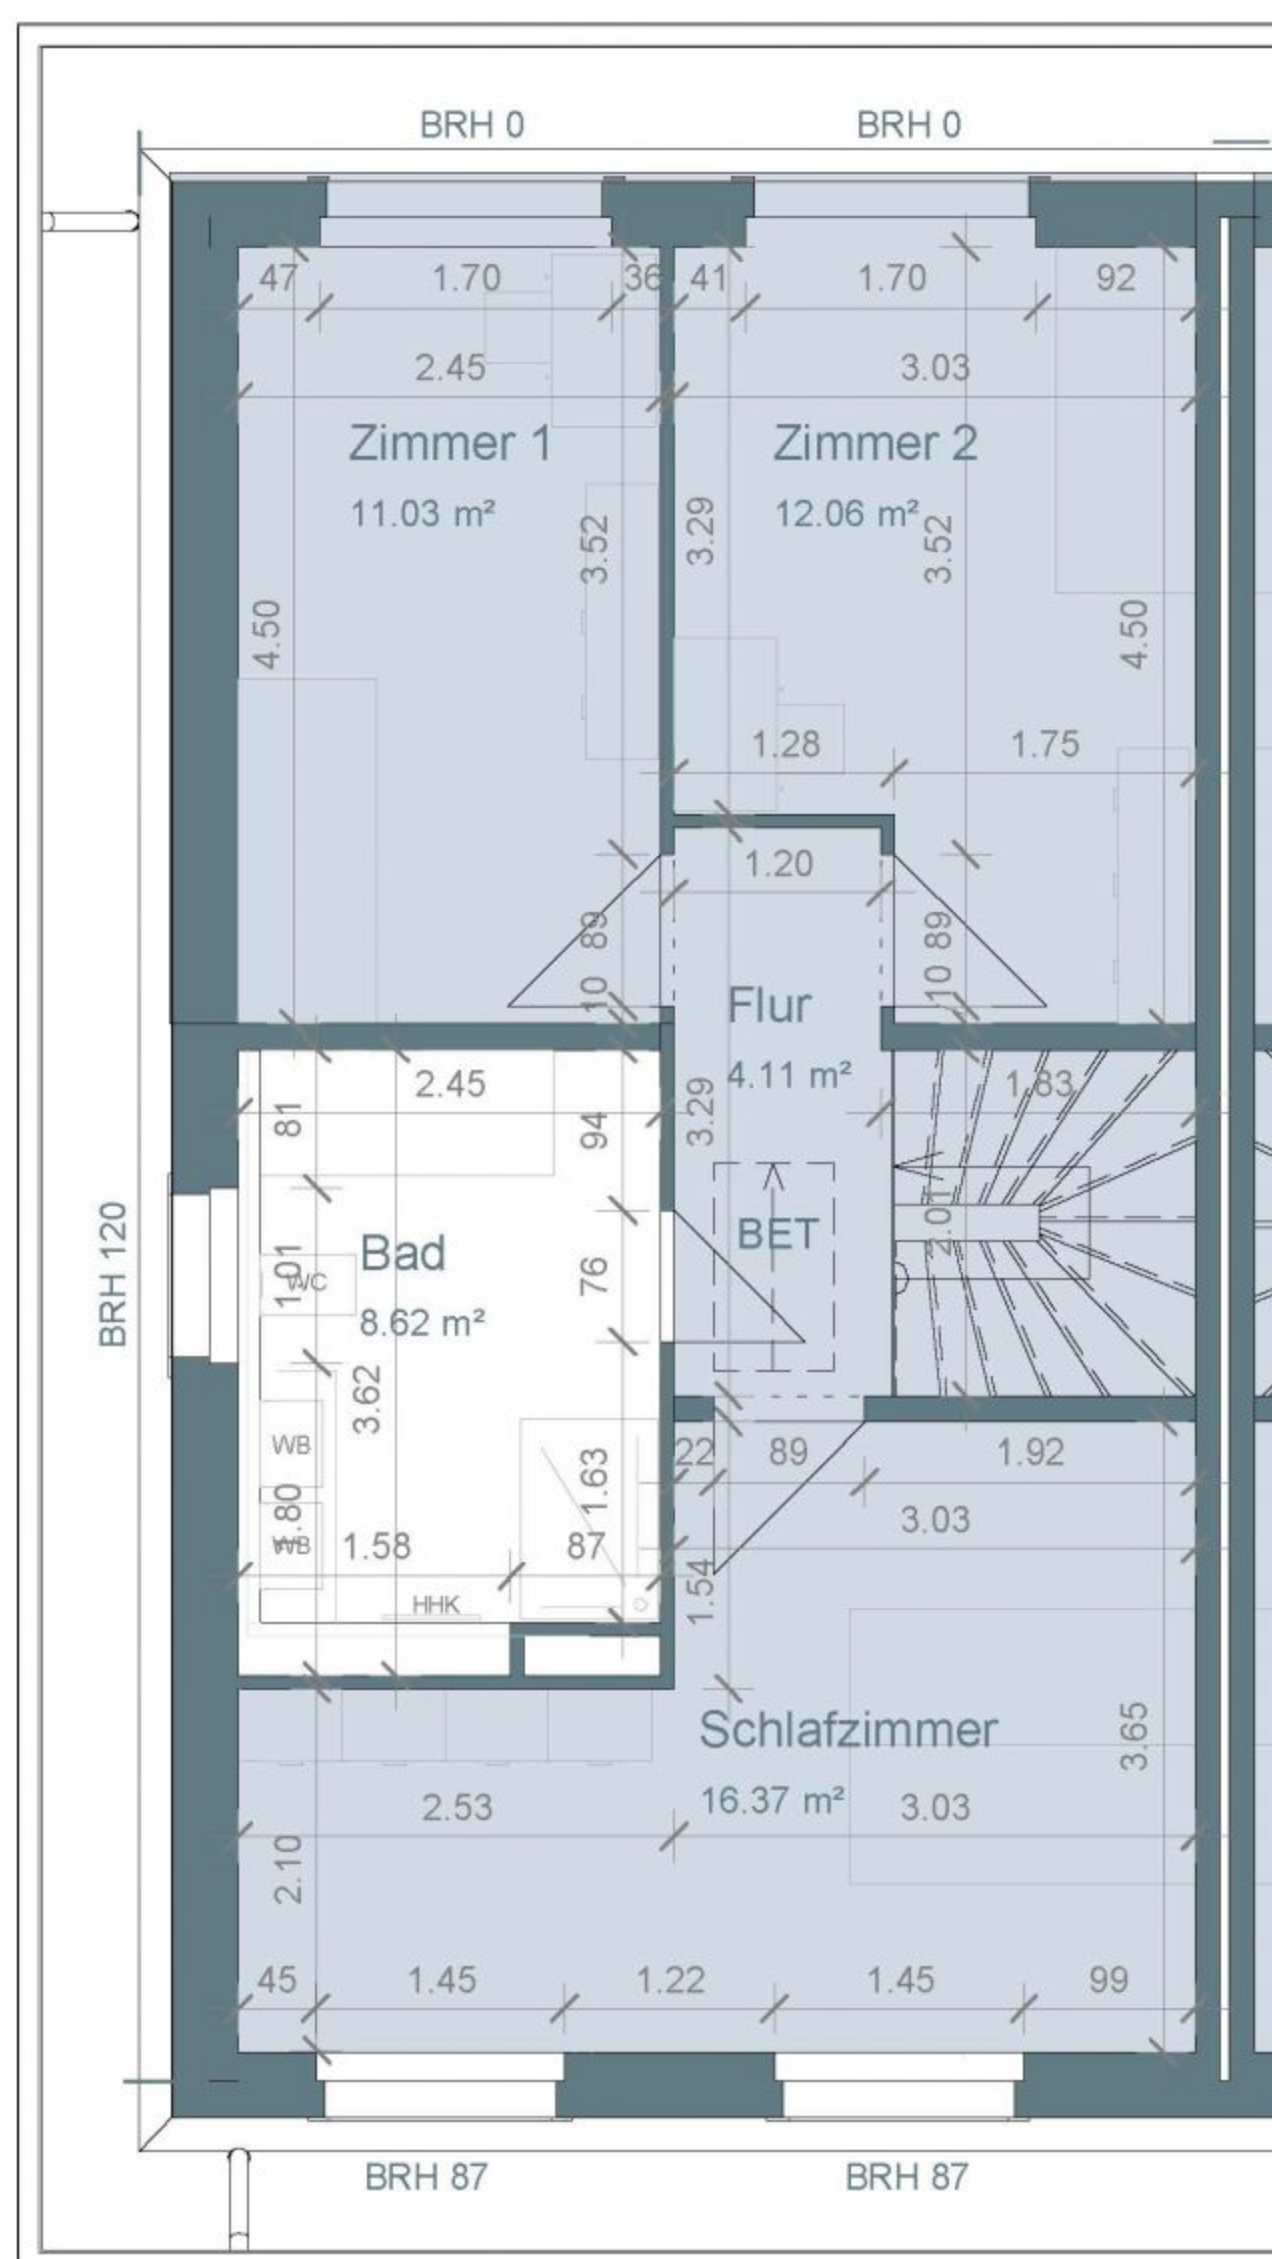 BRH 0 BRH 0
47 1.70 36 41 1.70 92
2.45 3.03
Zimmer 1 Zimmer 2
11.03 m² 12.06 m²
3.52 3.29 3.52
4.50 4.50
1.28 1.75
1.20
89 89
10 10
Flur
4.11 m²
2.45 1.83
81 94 3.29
BRH 120
Bad
8.62 m²
1.01 WC 76 BET 2.01
3.62
WB 1.63 22 89 1.92
1.80 3.03
WB 1.58 87
HHK 1.54
Schlafzimmer
16.37 m²
3.65
2.53 3.03
2.10
45 1.45 1.22 1.45 99
BRH 87 BRH 87